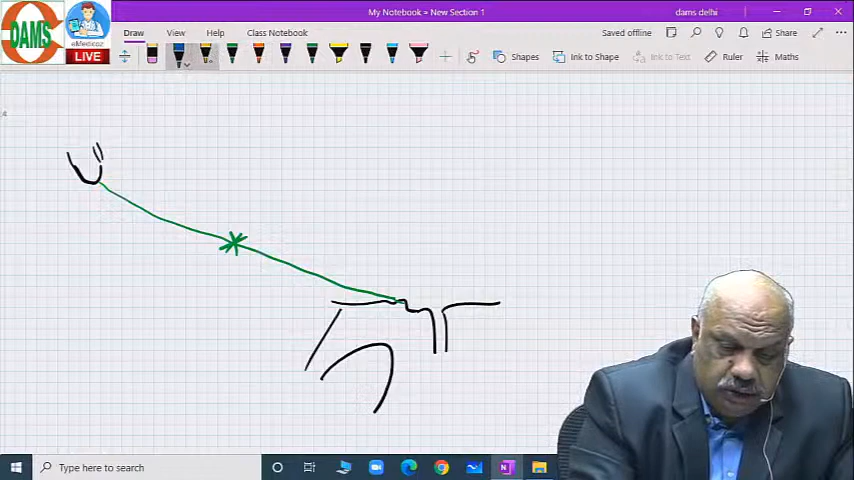 My Notebook > New Section 1
dams delhi
DAMS
eMedicoz
LIVE
Draw
View
Help
Class Notebook
Saved offline
Share
Shapes
Ink to Shape
Ink to Text
Ruler
Maths
Type here to search